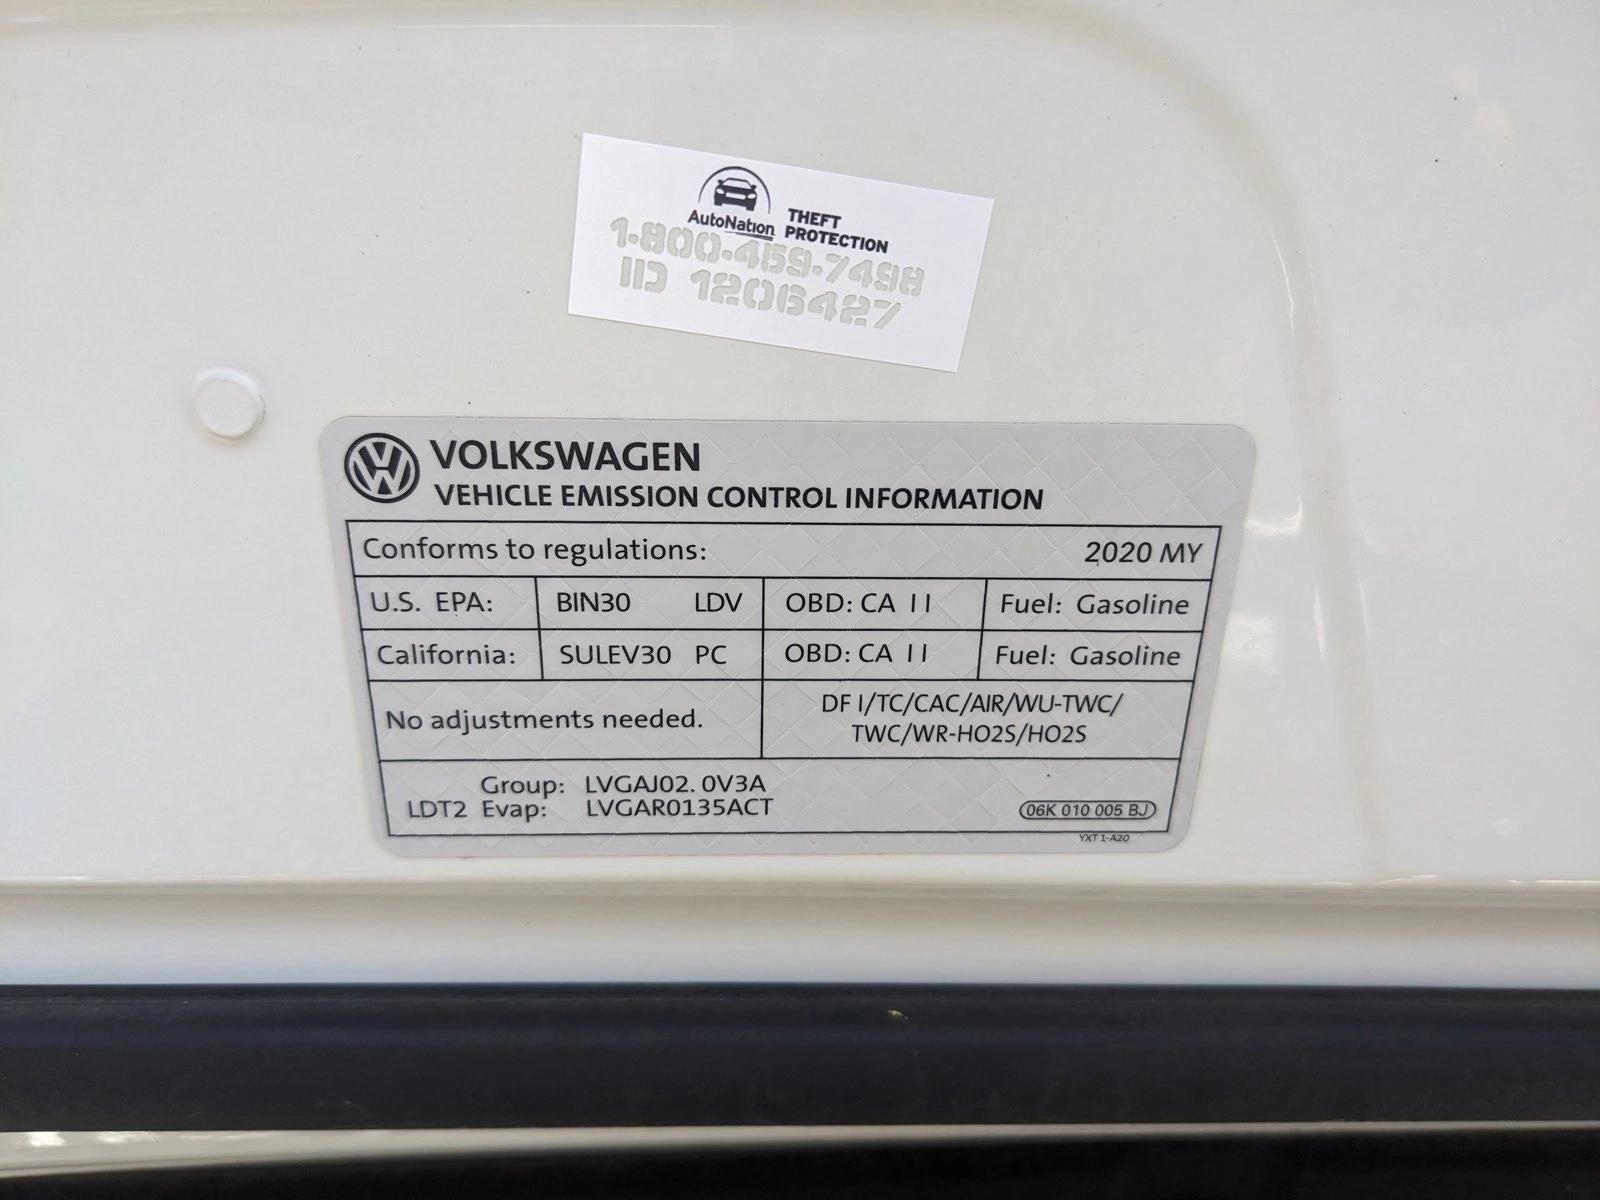 AutoNation THEFT
PROTECTION
1-800-459-7498
ID 1206427
VOLKSWAGEN
VEHICLE EMISSION CONTROL INFORMATION
Conforms to regulations: 2020 MY
U.S. EPA: BIN30 LDV OBD: CA II Fuel: Gasoline
California: SULEV30 PC OBD: CA II Fuel: Gasoline
No adjustments needed.
DFI/TC/CAC/AIR/WU-TWC/
TWC/WR-HO2S/HO2S
Group: LVGAJ02.0V3A
LDT2 Evap: LVGAR0135ACT
06K 010 005 BJ
YXT 1-A20